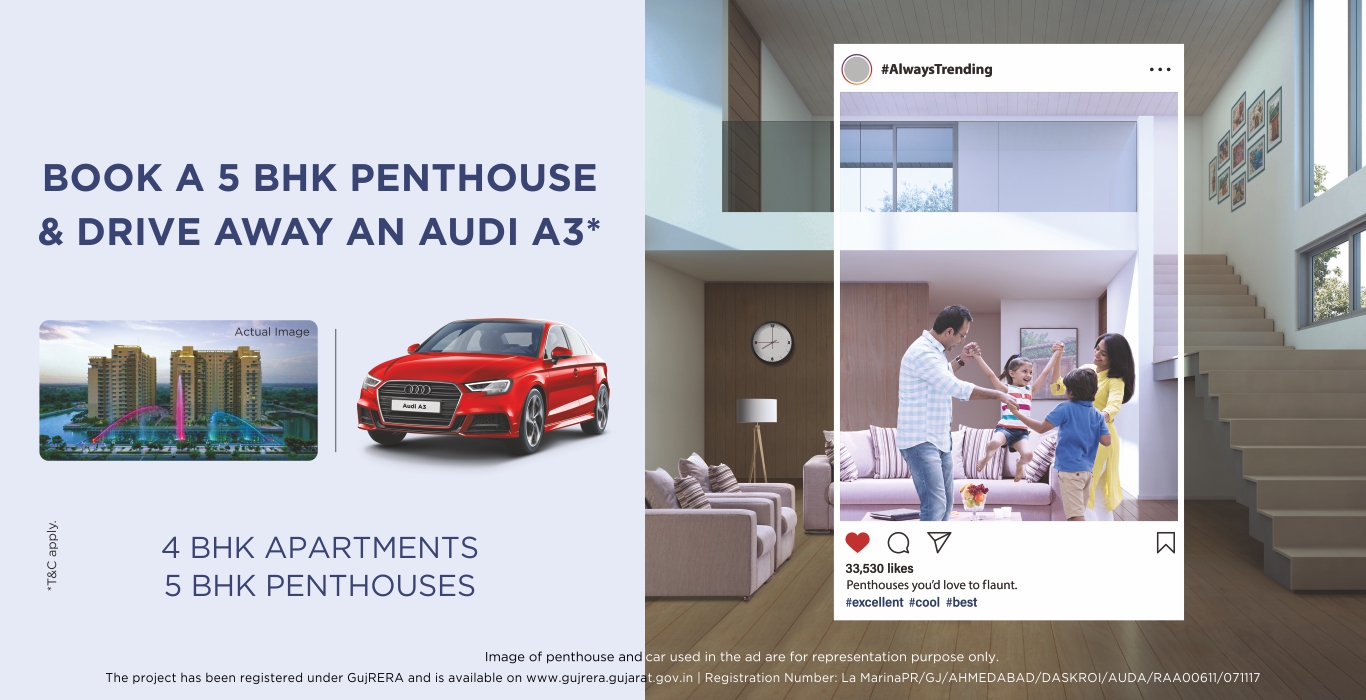 BOOK A 5 BHK PENTHOUSE
& DRIVE AWAY AN AUDI A3*
Actual Image
Audi A3
*T&C apply.
4 BHK APARTMENTS
5 BHK PENTHOUSES
#AlwaysTrending
33,530 likes
Penthouses you'd love to flaunt.
#excellent #cool #best
Image of penthouse and car used in the ad are for representation purpose only.
The project has been registered under GujRERA and is available on www.gujrera.gujarat.gov.in | Registration Number: La MarinaPR/GJ/AHMEDABAD/DASKROI/AUDA/RAA00611/071117